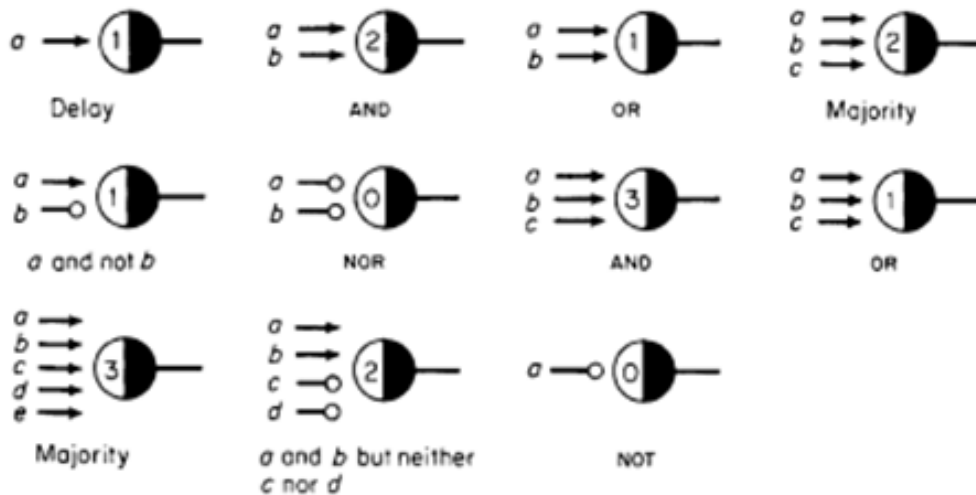 a 1
a b 2
a b 1
a b c 2
Delay
AND
OR
Majority
a b 1
a b 0
a b c 3
a b c 1
a and not b
NOR
AND
OR
a b c d e 3
a b c d 2
a 0
Majority
a and b but neither
c nor d
NOT